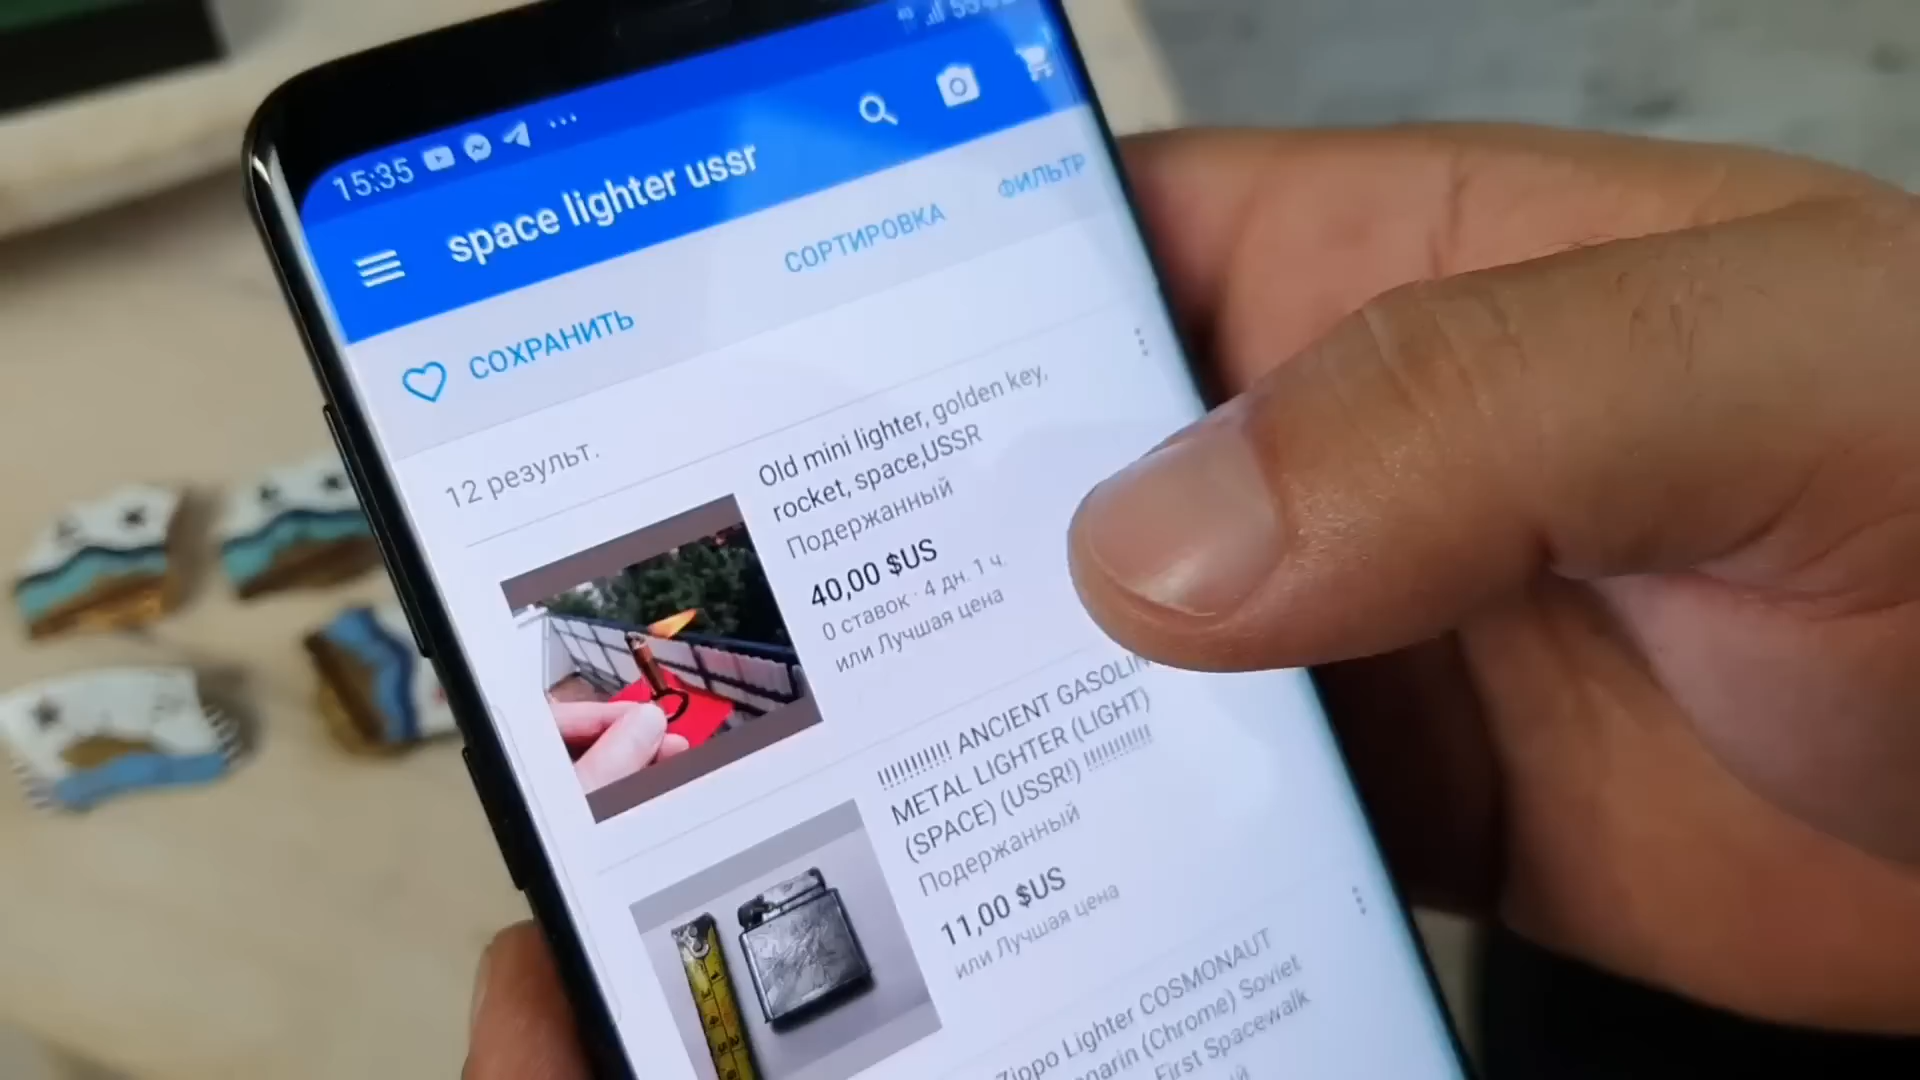 15:35
space lighter ussr
СОХРАНИТЬ
СОРТИРОВКА
ФИЛЬТР
12 результ.
Old mini lighter, golden key,
rocket, space,USSR
Подержанный
40,00 $US
0 ставок · 4 дн. 1 ч.
или Лучшая цена
!!!!!!!!!!! ANCIENT
METAL LIGHTER (LIGHT)
(SPACE) (USSR!) !!!!!!!!!!!
Подержанный
11,00 $US
или Лучшая цена
Zippo Lighter COSMONAUT
(Chrome) Soviet
First Spacewalk